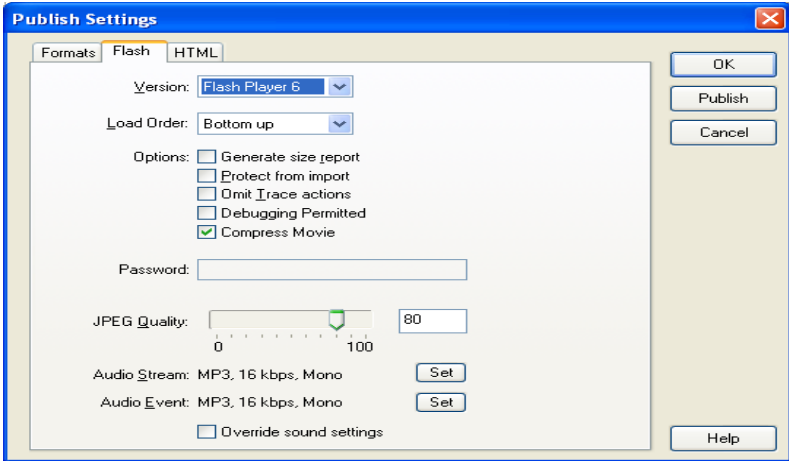 Publish Settings
Formats Flash HTML
OK
Publish
Cancel
Version: Flash Player 6
Load Order: Bottom up
Options: Generate size report
Protect from import
Omit Trace actions
Debugging Permitted
Compress Movie
Password:
JPEG Quality: 80
0 100
Audio Stream: MP3, 16 kbps, Mono Set
Audio Event: MP3, 16 kbps, Mono Set
Override sound settings
Help